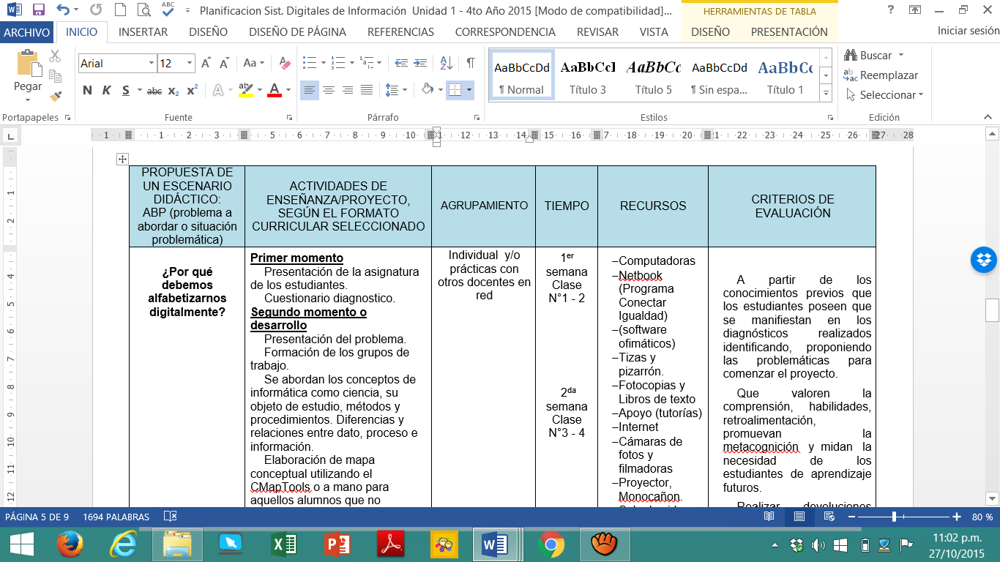 Planificacion Sist. Digitales de Información  Unidad 1 - 4to Año 2015 [Modo de compatibilidad]...
HERRAMIENTAS DE TABLA
ARCHIVO INICIO INSERTAR DISEÑO DISEÑO DE PÁGINA REFERENCIAS CORRESPONDENCIA REVISAR VISTA DISEÑO PRESENTACIÓN Iniciar sesión
Pegar
Arial 12
N K S abc x₂ x²
AaBbCcDd AaBbCcI AaBbCc AaBbCcDd AaBbCc
¶ Normal Título 3 Título 5 ¶ Sin espa... Título 1
Buscar
Reemplazar
Seleccionar
Portapapeles Fuente Párrafo Estilos Edición
PROPUESTA DE
UN ESCENARIO
DIDÁCTICO:
ABP (problema a
abordar o situación
problemática)
ACTIVIDADES DE
ENSEÑANZA/PROYECTO,
SEGÚN EL FORMATO
CURRICULAR SELECCIONADO
AGRUPAMIENTO
TIEMPO
RECURSOS
CRITERIOS DE
EVALUACIÓN
¿Por qué
debemos
alfabetizarnos
digitalmente?
Primer momento
Presentación de la asignatura
de los estudiantes.
Cuestionario diagnostico.
Segundo momento o
desarrollo
Presentación del problema.
Formación de los grupos de
trabajo.
Se abordan los conceptos de
informática como ciencia, su
objeto de estudio, métodos y
procedimientos. Diferencias y
relaciones entre dato, proceso e
información.
Elaboración de mapa
conceptual utilizando el
CMapTools o a mano para
aquellos alumnos que no
Individual  y/o
prácticas con
otros docentes en
red
1er
semana
Clase
N°1 - 2
2da
semana
Clase
N°3 - 4
–Computadoras
–Netbook
(Programa
Conectar
Igualdad)
–(software
ofimáticos)
–Tizas y
pizarrón.
–Fotocopias y
Libros de texto
–Apoyo (tutorías)
–Internet
–Cámaras de
fotos y
filmadoras
–Proyector,
Monocañon.
A partir de los
conocimientos previos que
los estudiantes poseen que
se manifiestan en los
diagnósticos realizados
identificando, proponiendo
las problemáticas para
comenzar el proyecto.
Que valoren la
comprensión, habilidades,
retroalimentación,
promuevan la
metacognición y midan la
necesidad de los
estudiantes de aprendizaje
futuros.
Realizar devoluciones
PÁGINA 5 DE 9 1694 PALABRAS 80 %
11:02 p.m.
27/10/2015